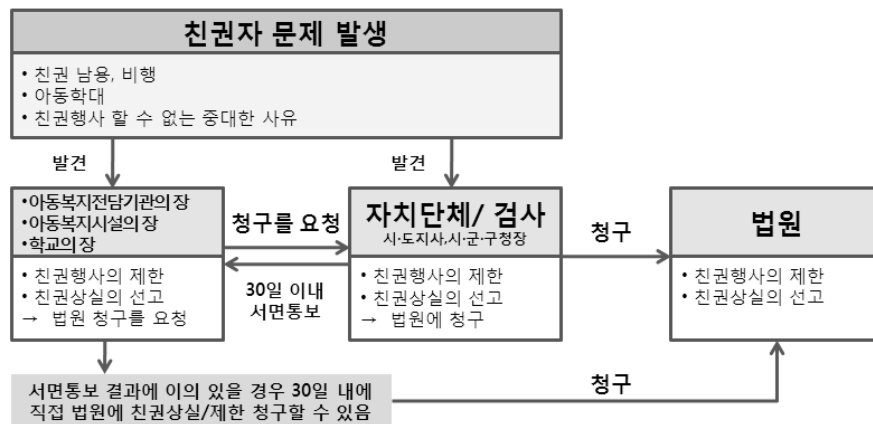 친권자 문제 발생
• 친권 남용, 비행
• 아동학대
• 친권행사 할 수 없는 중대한 사유
발견
발견
•아동복지전담기관의 장
•아동복지시설의 장
•학교의 장
• 친권행사의 제한
• 친권상실의 선고
→ 법원 청구를 요청
청구를 요청
30일 이내
서면통보
자치단체/ 검사
시·도지사,시·군·구청장
• 친권행사의 제한
• 친권상실의 선고
→ 법원에 청구
청구
법원
• 친권행사의 제한
• 친권상실의 선고
서면통보 결과에 이의 있을 경우 30일 내에
직접 법원에 친권상실/제한 청구할 수 있음
청구